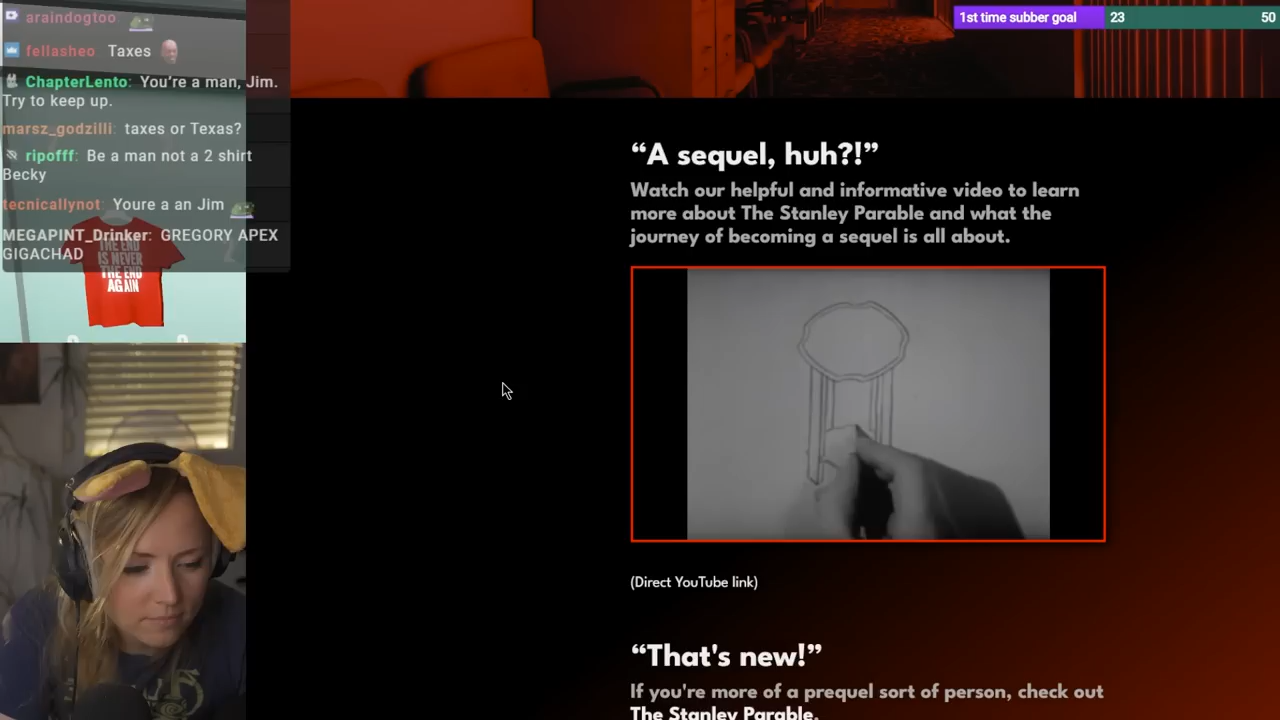 araindogtoo
fellasheo Taxes
ChapterLento: You're a man, Jim.
Try to keep up.
marsz_godzilli: taxes or Texas?
ripofff: Be a man not a 2 shirt
Becky
tecnicallynot: Youre a an Jim
MEGAPINT_Drinker: GREGORY APEX
GIGACHAD
THE END
IS NEVER
THE END
AGAIN
1st time subber goal 23 50
“A sequel, huh?!”
Watch our helpful and informative video to learn
more about The Stanley Parable and what the
journey of becoming a sequel is all about.
(Direct YouTube link)
“That's new!”
If you're more of a prequel sort of person, check out
The Stanley Parable.